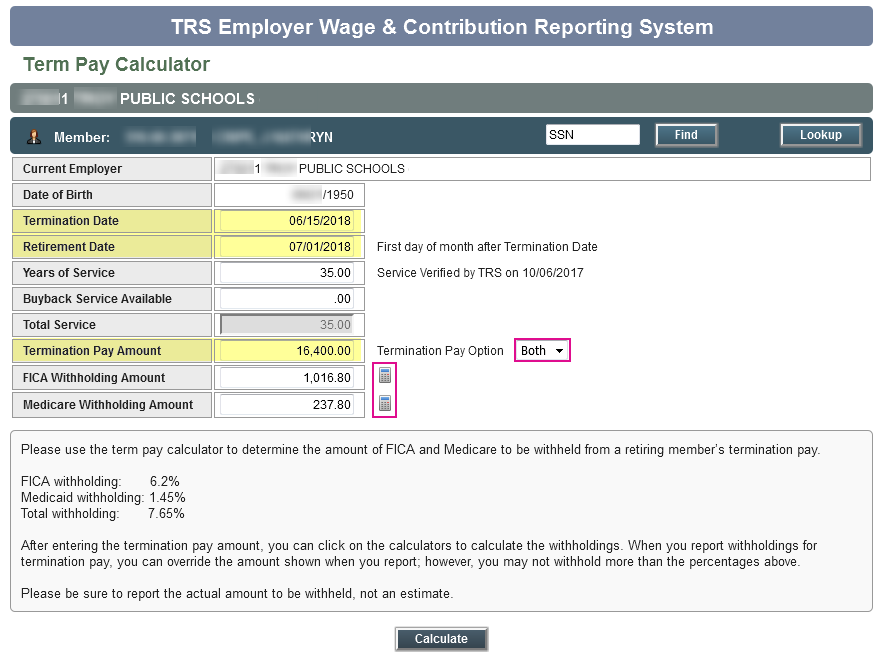 TRS Employer Wage & Contribution Reporting System
Term Pay Calculator
1 PUBLIC SCHOOLS
Member: RYN SSN Find Lookup
Current Employer 1 PUBLIC SCHOOLS
Date of Birth /1950
Termination Date 06/15/2018
Retirement Date 07/01/2018 First day of month after Termination Date
Years of Service 35.00 Service Verified by TRS on 10/06/2017
Buyback Service Available .00
Total Service 35.00
Termination Pay Amount 16,400.00 Termination Pay Option Both
FICA Withholding Amount 1,016.80
Medicare Withholding Amount 237.80
Please use the term pay calculator to determine the amount of FICA and Medicare to be withheld from a retiring member's termination pay.
FICA withholding: 6.2%
Medicaid withholding: 1.45%
Total withholding: 7.65%
After entering the termination pay amount, you can click on the calculators to calculate the withholdings. When you report withholdings for
termination pay, you can override the amount shown when you report; however, you may not withhold more than the percentages above.
Please be sure to report the actual amount to be withheld, not an estimate.
Calculate